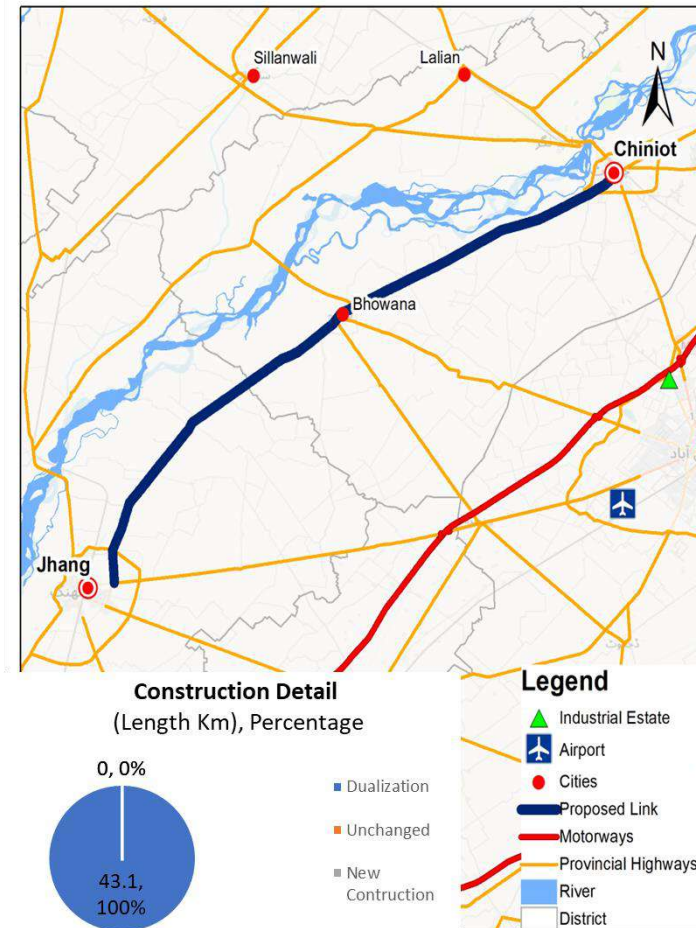 Sillanwali
Lalian
N
Chiniot
Bhowana
Jhang
Construction Detail
(Length Km), Percentage
0, 0%
43.1,
100%
Dualization
Unchanged
New
Construction
Legend
Industrial Estate
Airport
Cities
Proposed Link
Motorways
Provincial Highways
River
District